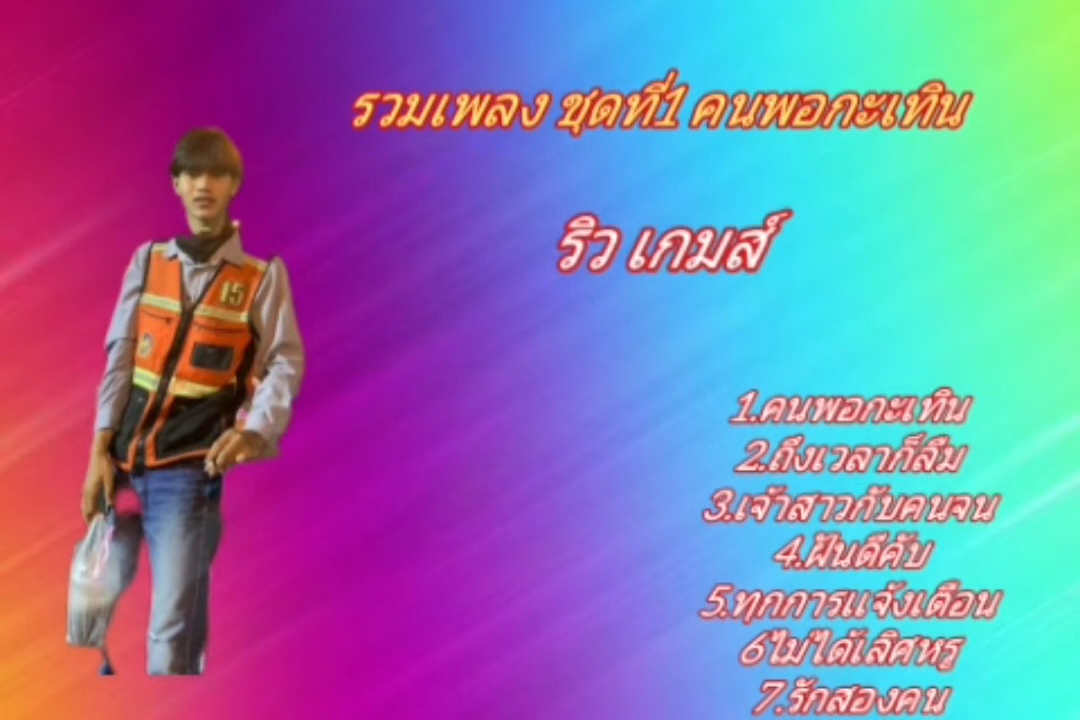 รวมเพลง ชุดที่1 คนพอกะเทิน
ริว เกมส์
15
1.คนพอกะเทิน
2.ถึงเวลาก็ลืม
3.เจ้าสาวกับคนจน
4.ฝันดีคับ
5.ทุกการแจ้งเตือน
6ไม่ได้เลิศหรู
7.รักสองคน